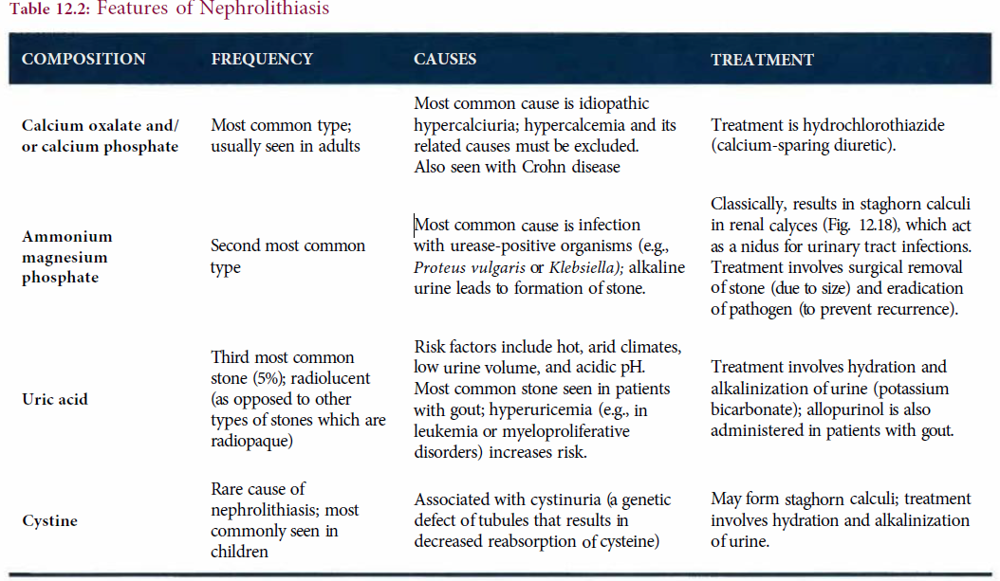 Table 12.2: Features of Nephrolithiasis
COMPOSITION FREQUENCY CAUSES TREATMENT
Calcium oxalate and/
or calcium phosphate
Most common type;
usually seen in adults
Most common cause is idiopathic
hypercalciuria; hypercalcemia and its
related causes must be excluded.
Also seen with Crohn disease
Treatment is hydrochlorothiazide
(calcium-sparing diuretic).
Ammonium
magnesium
phosphate
Second most common
type
Most common cause is infection
with urease-positive organisms (e.g.,
Proteus vulgaris or Klebsiella); alkaline
urine leads to formation of stone.
Classically, results in staghorn calculi
in renal calyces (Fig. 12.18), which act
as a nidus for urinary tract infections.
Treatment involves surgical removal
of stone (due to size) and eradication
of pathogen (to prevent recurrence).
Uric acid
Third most common
stone (5%); radiolucent
(as opposed to other
types of stones which are
radiopaque)
Risk factors include hot, arid climates,
low urine volume, and acidic pH.
Most common stone seen in patients
with gout; hyperuricemia (e.g., in
leukemia or myeloproliferative
disorders) increases risk.
Treatment involves hydration and
alkalinization of urine (potassium
bicarbonate); allopurinol is also
administered in patients with gout.
Cystine
Rare cause of
nephrolithiasis; most
commonly seen in
children
Associated with cystinuria (a genetic
defect of tubules that results in
decreased reabsorption of cysteine)
May form staghorn calculi; treatment
involves hydration and alkalinization
of urine.